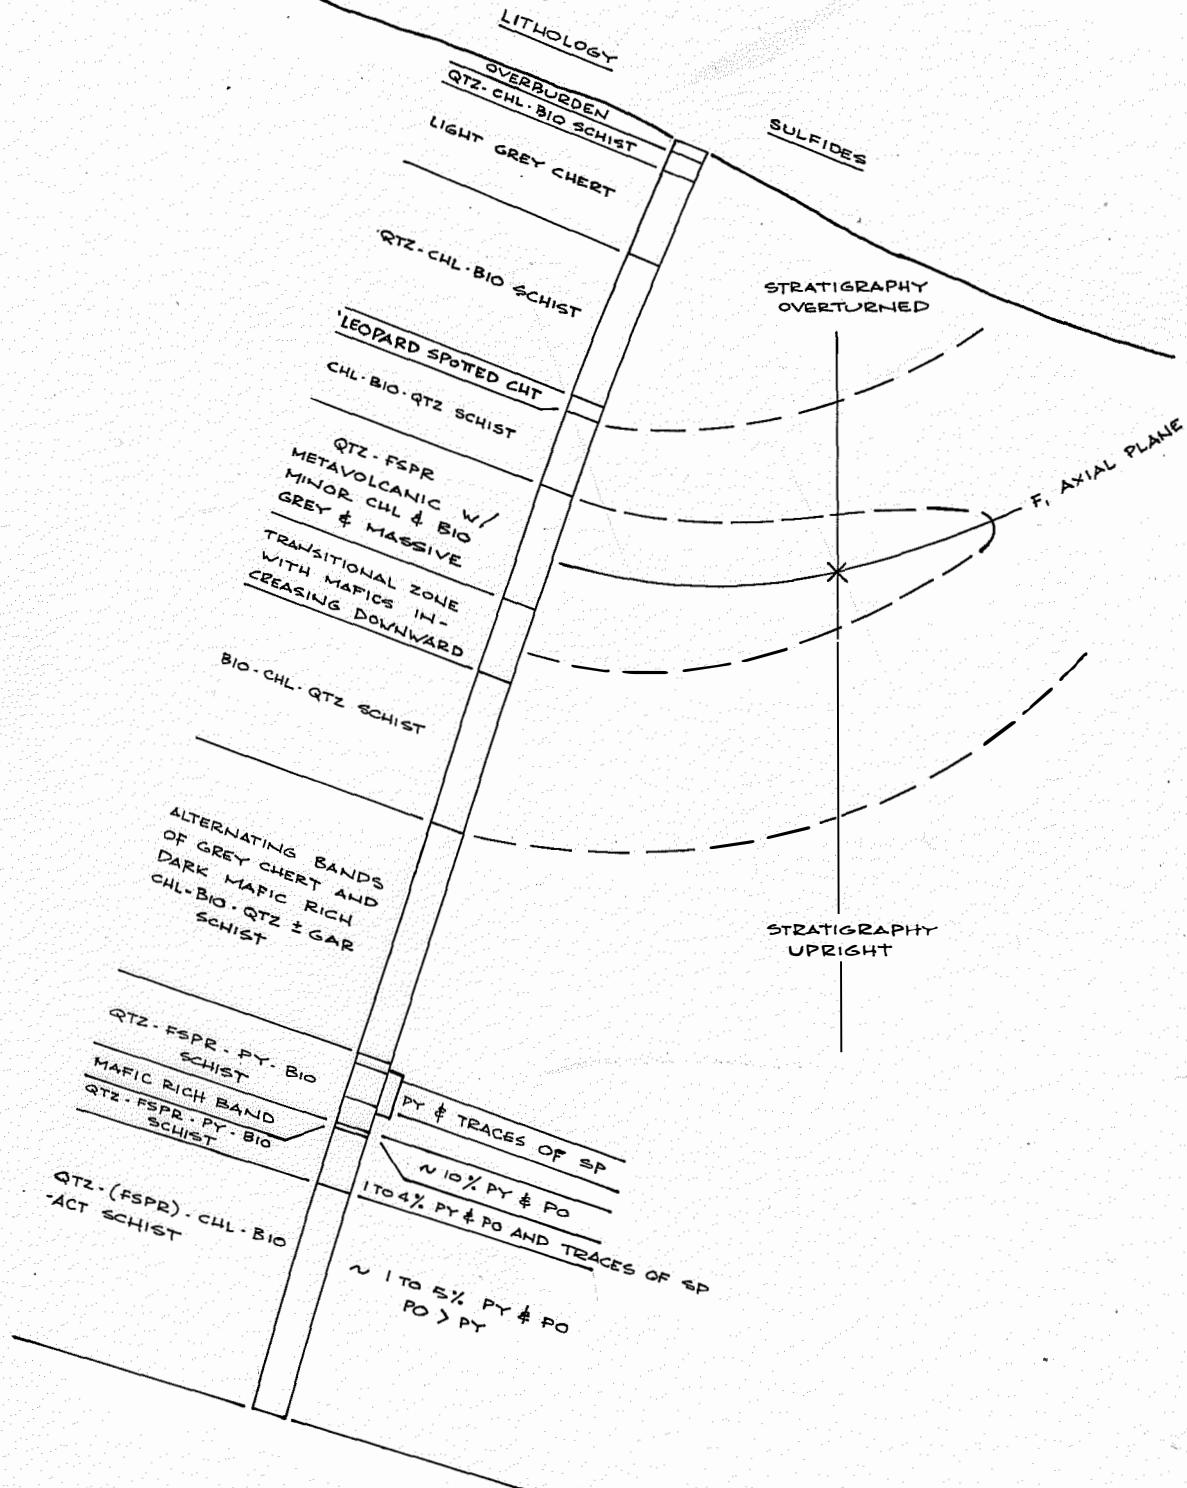 LITHOLOGY
OVERBURDEN
QTZ-CHL-BIO SCHIST
LIGHT GREY CHERT
QTZ-CHL-BIO SCHIST
'LEOPARD SPOTTED CHT
CHL-BIO-QTZ SCHIST
QTZ-FSPR
METAVOLCANIC W/
MINOR CHL & BIO
GREY & MASSIVE
TRANSITIONAL ZONE
WITH MAFICS IN-
CREASING DOWNWARD
BIO-CHL-QTZ SCHIST
ALTERNATING BANDS
OF GREY CHERT AND
DARK MAFIC RICH
CHL-BIO-QTZ ± GAR
SCHIST
QTZ-FSPR-PY-BIO
SCHIST
MAFIC RICH BAND
QTZ-FSPR-PY-BIO
SCHIST
QTZ-(FSPR)-CHL-BIO
-ACT SCHIST
SULFIDES
STRATIGRAPHY
OVERTURNED
F, AXIAL PLANE
STRATIGRAPHY
UPRIGHT
PY & TRACES OF SP
~ 10% PY & PO
1 TO 4% PY & PO AND TRACES OF SP
~ 1 TO 5% PY & PO
PO > PY